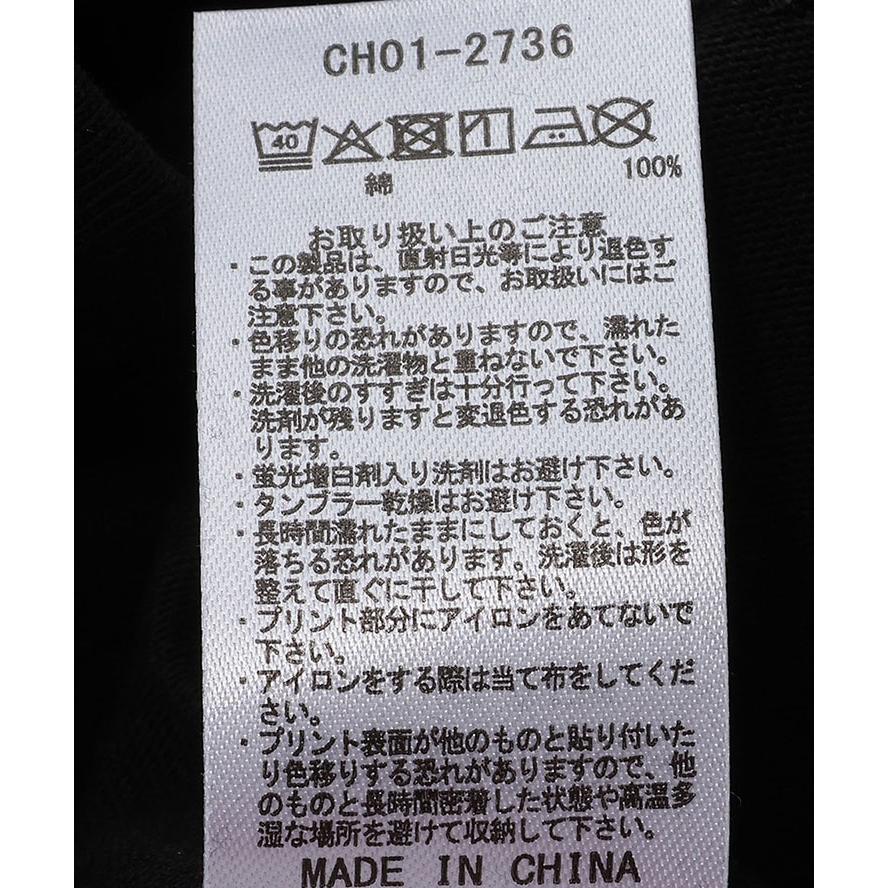 CH01-2736
40
100%
綿
お取り扱い上のご注意
・この製品は、直射日光等により退色す
る事がありますので、お取扱いにはご
注意下さい。
・色移りの恐れがありますので、濡れた
まま他の洗濯物と重ねないで下さい。
・洗濯後のすすぎは十分行って下さい。
洗剤が残りますと変退色する恐れがあ
ります。
・蛍光増白剤入り洗剤はお避け下さい。
・タンブラー乾燥はお避け下さい。
・長時間濡れたままにしておくと、色が
落ちる恐れがあります。洗濯後は形を
整えて直ぐに干して下さい。
・プリント部分にアイロンをあてないで
下さい。
・アイロンをする際は当て布をしてくだ
さい。
・プリント表面が他のものと貼り付いた
り色移りする恐れがありますので、他
のものと長時間密着した状態や高温多
湿な場所を避けて収納して下さい。
MADE IN CHINA